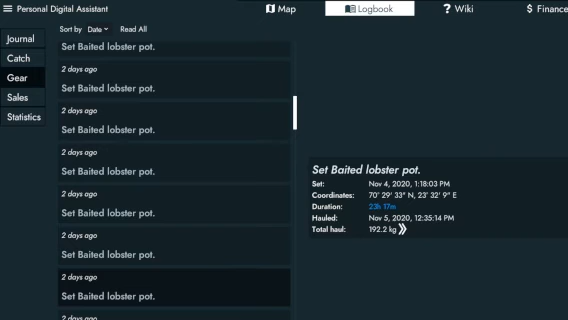 Personal Digital Assistant
Map
Logbook
? Wiki
$ Finance
Sort by Date
Read All
Journal
Catch
Gear
Sales
Statistics
Set Baited lobster pot.
2 days ago
Set Baited lobster pot.
2 days ago
Set Baited lobster pot.
2 days ago
Set Baited lobster pot.
2 days ago
Set Baited lobster pot.
2 days ago
Set Baited lobster pot.
2 days ago
Set Baited lobster pot.
2 days ago
Set Baited lobster pot.
Set: Nov 4, 2020, 1:18:03 PM
Coordinates: 70° 29' 33" N, 23° 32' 9" E
Duration: 23h 17m
Hauled: Nov 5, 2020, 12:35:14 PM
Total haul: 192.2 kg